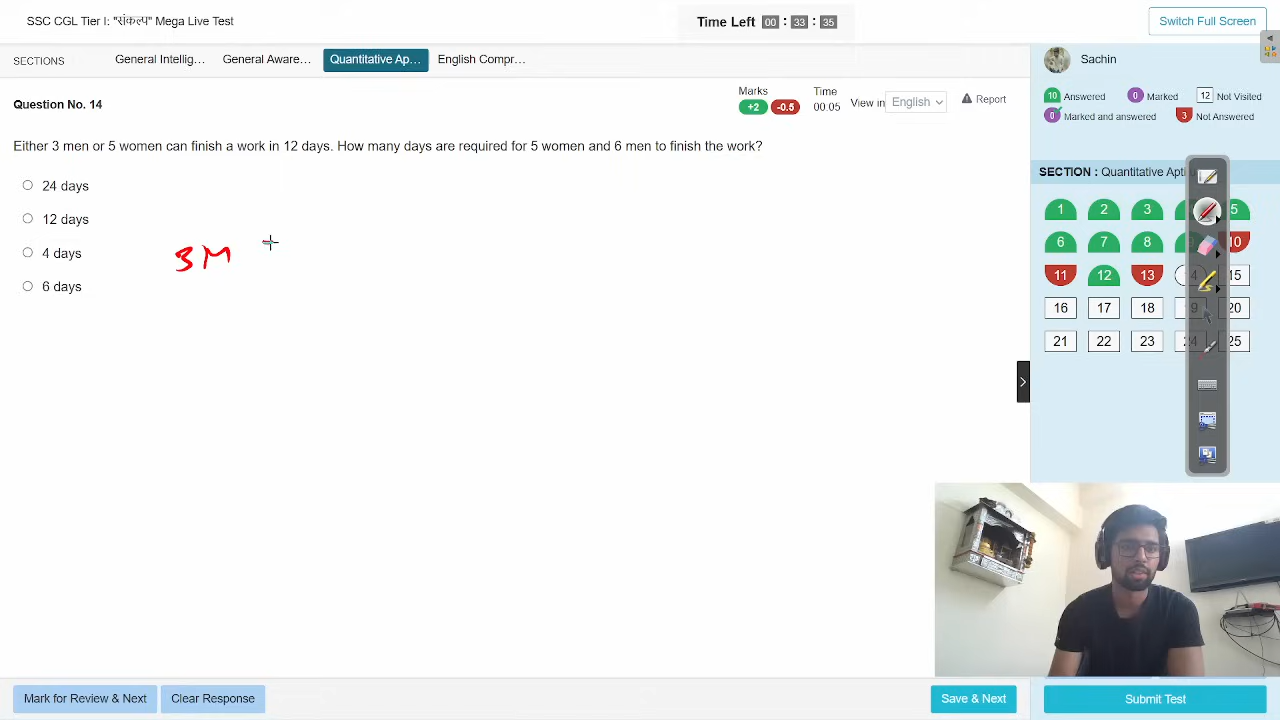 SSC CGL Tier I: "संकल्प" Mega Live Test
Time Left 00 : 33 : 35
Switch Full Screen
SECTIONS
General Intellig...
General Aware...
Quantitative Ap...
English Compr...
Sachin
Question No. 14
Marks
+2 -0.5
Time
00:05
View in English
Report
10 Answered 0 Marked 12 Not Visited
0 Marked and answered 3 Not Answered
Either 3 men or 5 women can finish a work in 12 days. How many days are required for 5 women and 6 men to finish the work?
24 days
12 days
4 days
6 days
3 M
SECTION : Quantitative Apti
1 2 3 5
6 7 8 10
11 12 13 14 15
16 17 18 19 20
21 22 23 24 25
Mark for Review & Next
Clear Response
Save & Next
Submit Test